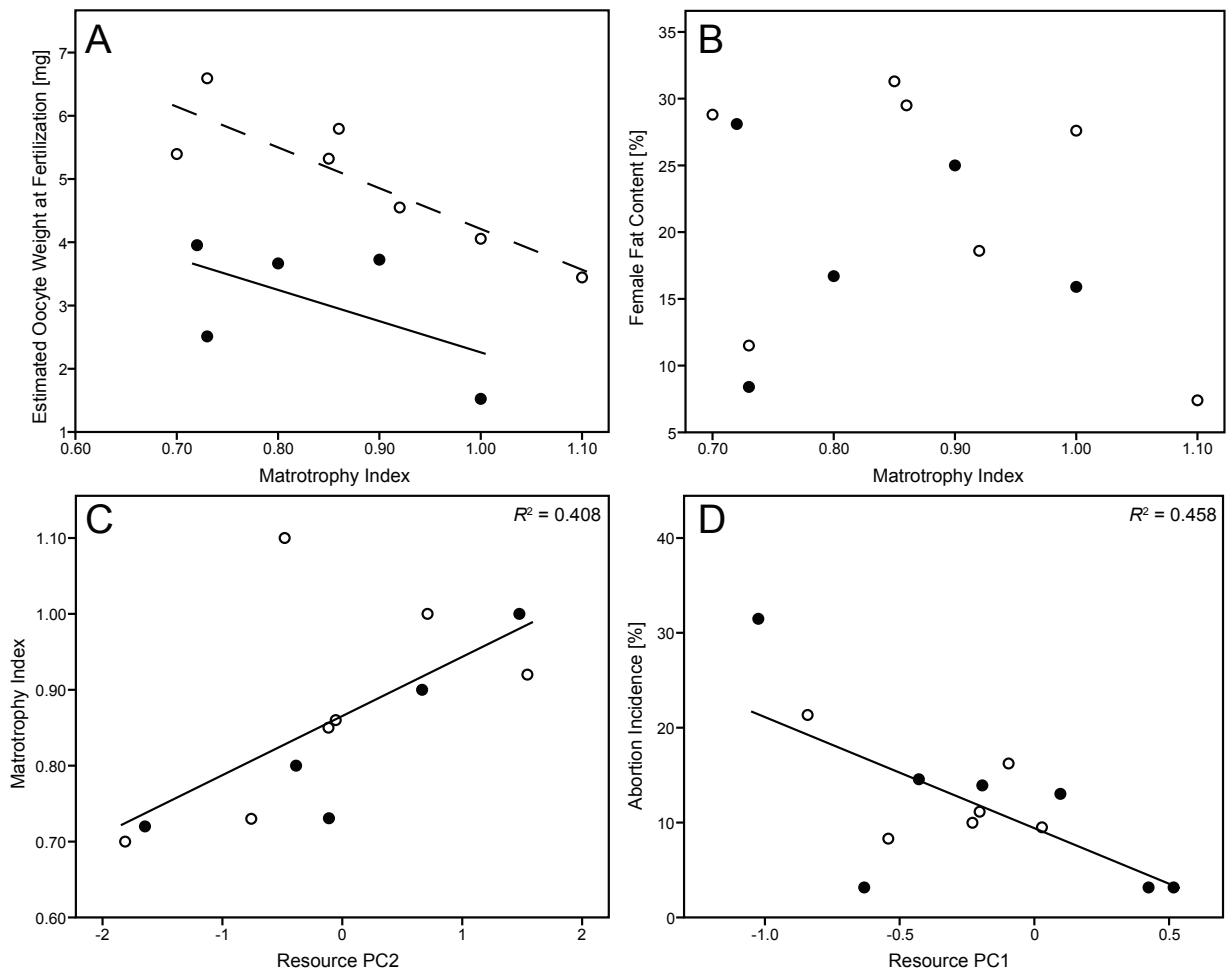 A
Estimated Oocyte Weight at Fertilization [mg]
7
6
5
4
3
2
1
0.60 0.70 0.80 0.90 1.00 1.10
Matrotrophy Index
B
Female Fat Content [%]
35
30
25
20
15
10
5
0.70 0.80 0.90 1.00 1.10
Matrotrophy Index
C
R² = 0.408
Matrotrophy Index
1.10
1.00
0.90
0.80
0.70
0.60
-2 -1 0 1 2
Resource PC2
D
R² = 0.458
Abortion Incidence [%]
40
30
20
10
0
-1.0 -0.5 0 0.5
Resource PC1